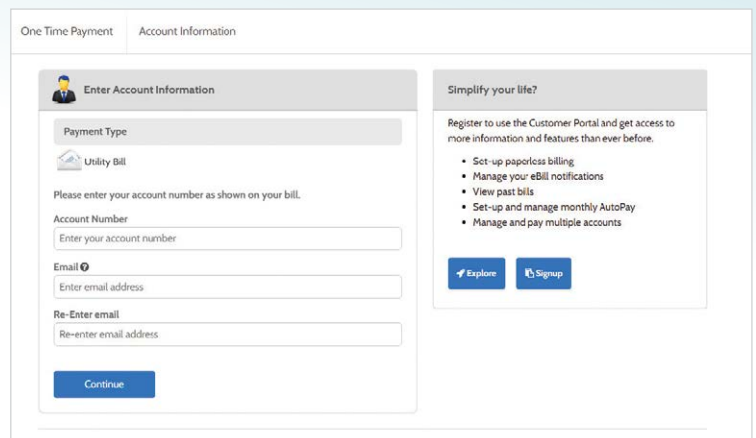 One Time Payment
Account Information
Enter Account Information
Payment Type
Utility Bill
Please enter your account number as shown on your bill.
Account Number
Enter your account number
Email
Enter email address
Re-Enter email
Re-enter email address
Continue
Simplify your life?
Register to use the Customer Portal and get access to
more information and features than ever before.
• Set-up paperless billing
• Manage your eBill notifications
• View past bills
• Set-up and manage monthly AutoPay
• Manage and pay multiple accounts
Explore
Signup